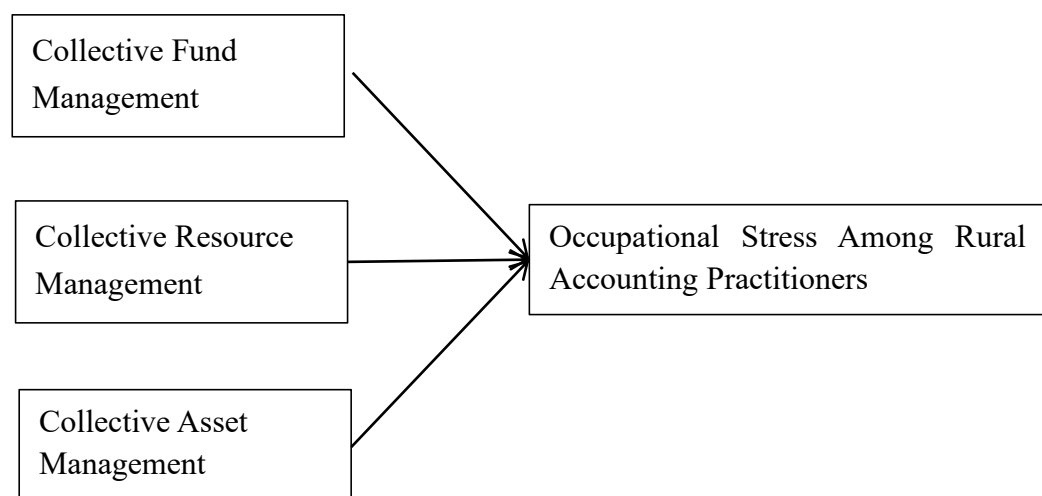 Collective Fund
Management
Collective Resource
Management
Occupational Stress Among Rural
Accounting Practitioners
Collective Asset
Management